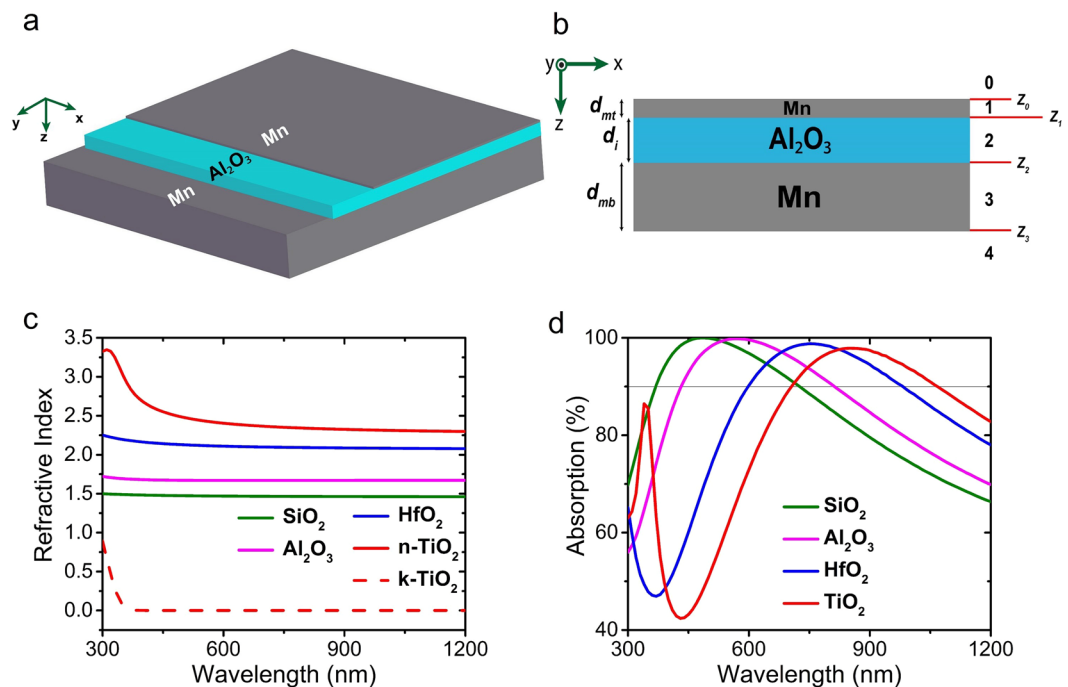 a
y
x
z
Mn
Al₂O₃
Mn
b
y
x
z
d_mt
d_i
d_mb
Mn
Al₂O₃
Mn
0
1
2
3
4
z₀
z₁
z₂
z₃
c
Refractive Index
3.5
3.0
2.5
2.0
1.5
1.0
0.5
0.0
SiO₂
HfO₂
Al₂O₃
n-TiO₂
k-TiO₂
300
600
900
1200
Wavelength (nm)
d
Absorption (%)
100
80
60
40
SiO₂
Al₂O₃
HfO₂
TiO₂
300
600
900
1200
Wavelength (nm)